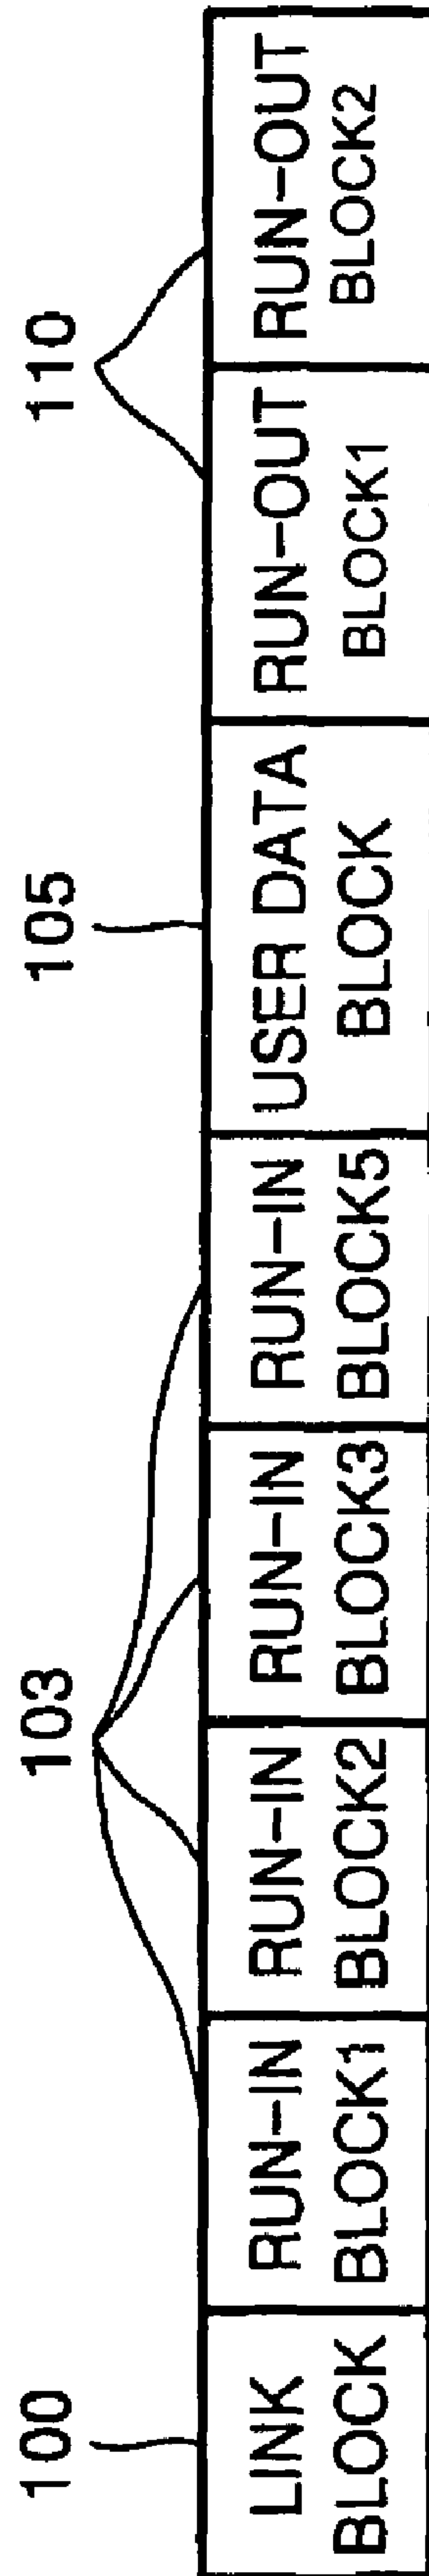 100
103
105
110
LINK
BLOCK
RUN-IN
BLOCK1
RUN-IN
BLOCK2
RUN-IN
BLOCK3
RUN-IN
BLOCK5
USER DATA
BLOCK
RUN-OUT
BLOCK1
RUN-OUT
BLOCK2